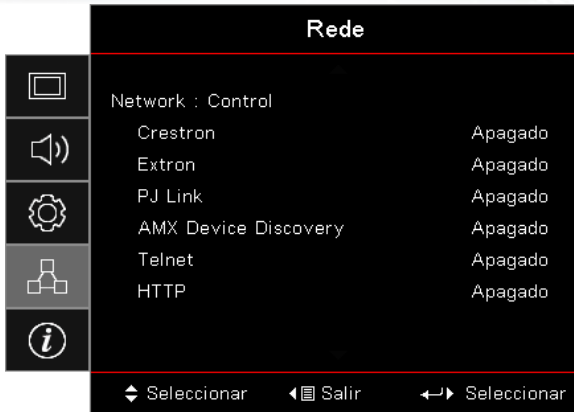 Rede
Network : Control
Crestron Apagado
Extron Apagado
PJ Link Apagado
AMX Device Discovery Apagado
Telnet Apagado
HTTP Apagado
Seleccionar Salir Seleccionar